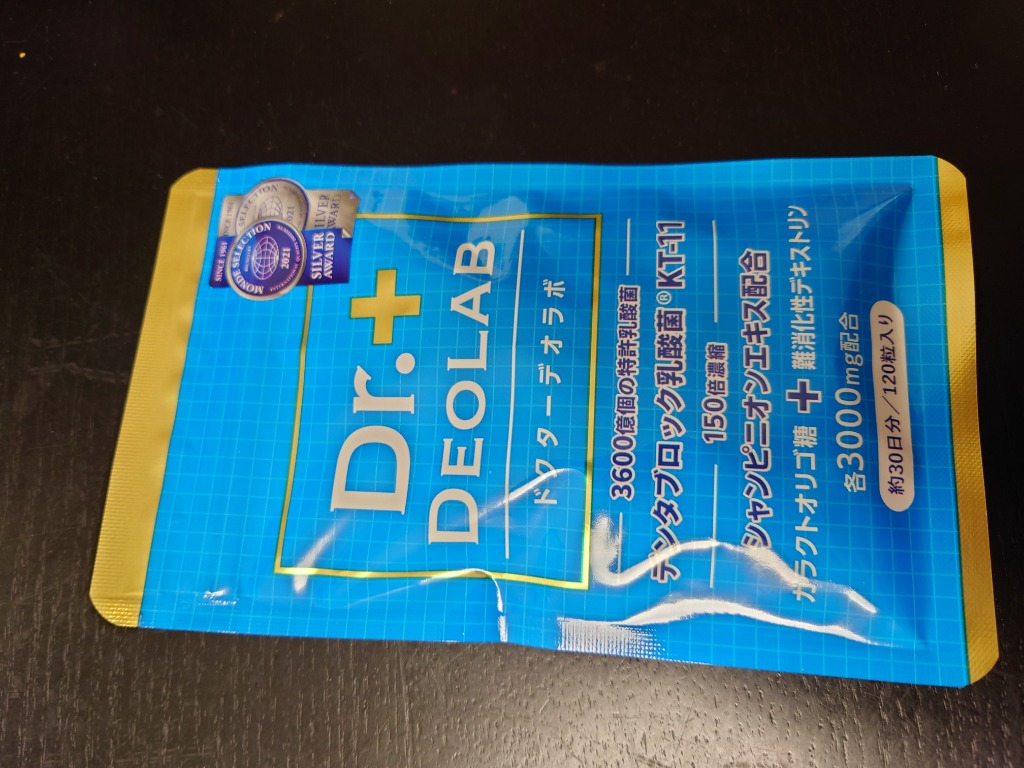 SINCE 1961
MONDE SELECTION
2021
SILVER
AWARD
SELECTION
SILVER
AWARD
Dr.+
DEOLAB
ドクターデオラボ
3600億個の特許乳酸菌
デンタブロック乳酸菌®KT-11
150倍濃縮
シャンピニオンエキス配合
ガラクトオリゴ糖+難消化性デキストリン
各3000mg配合
約30日分/120粒入り